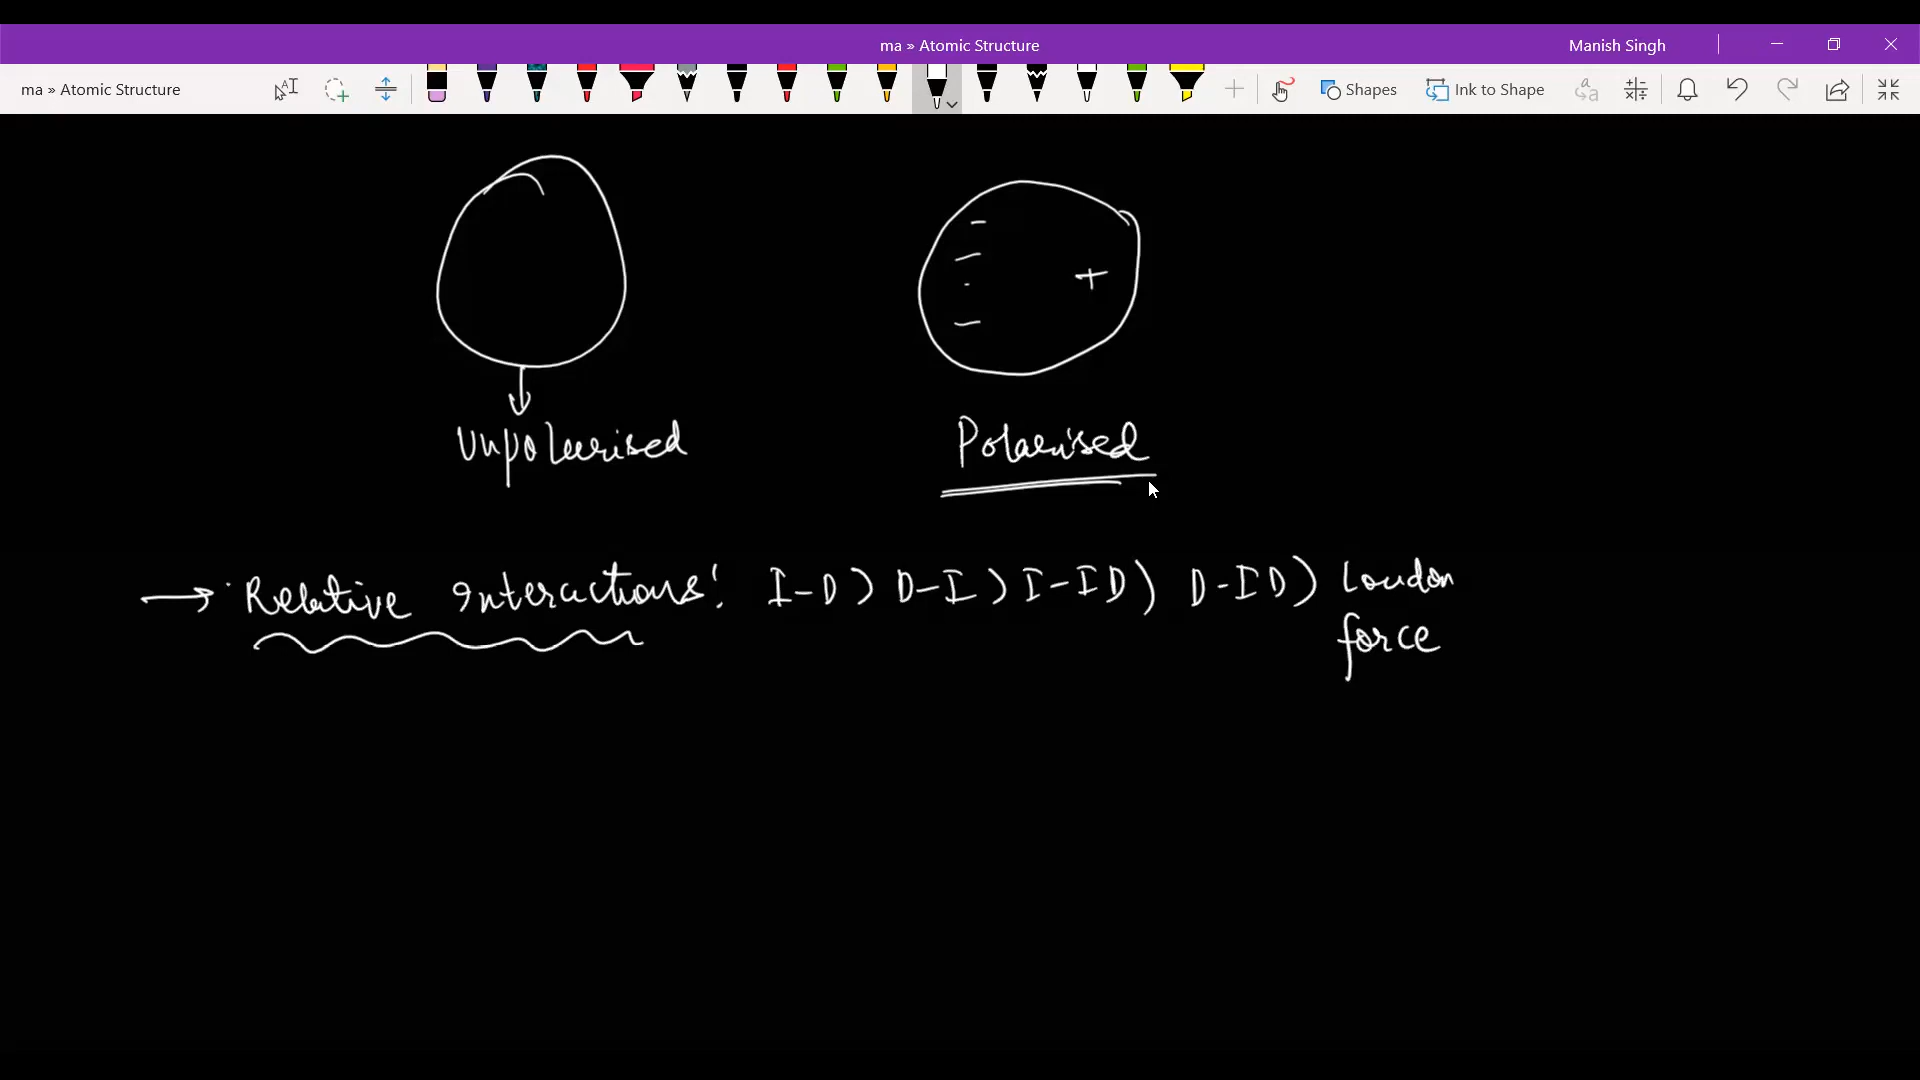 ma » Atomic Structure
Manish Singh
ma » Atomic Structure
Shapes
Ink to Shape
Unpolarised
Polarised
→ Relative interactions: I-D > D-I > I-ID > D-ID > London
force